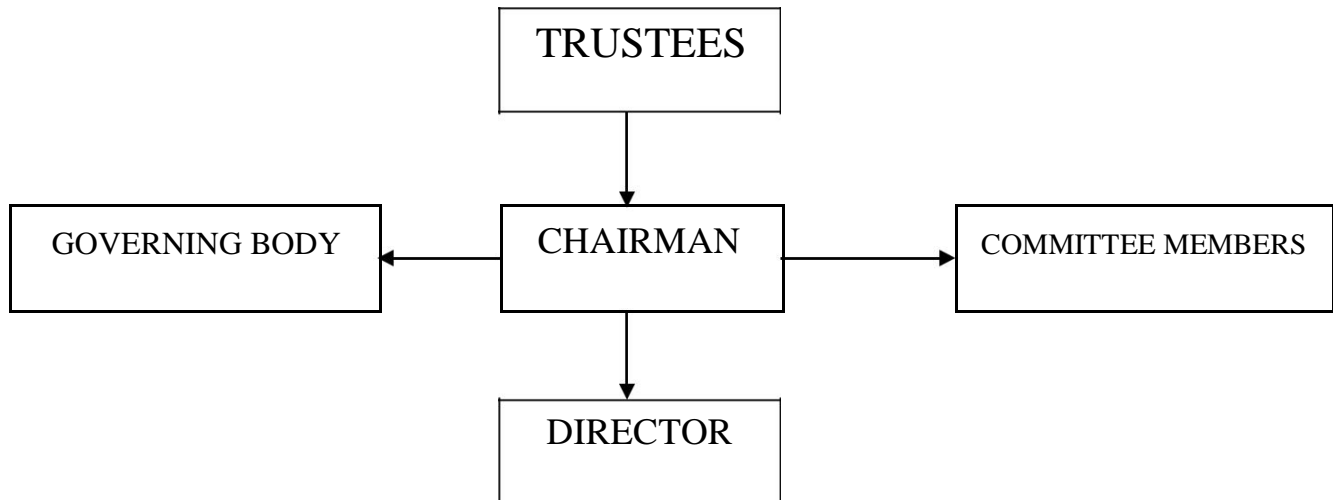 TRUSTEES
GOVERNING BODY
CHAIRMAN
COMMITTEE MEMBERS
DIRECTOR